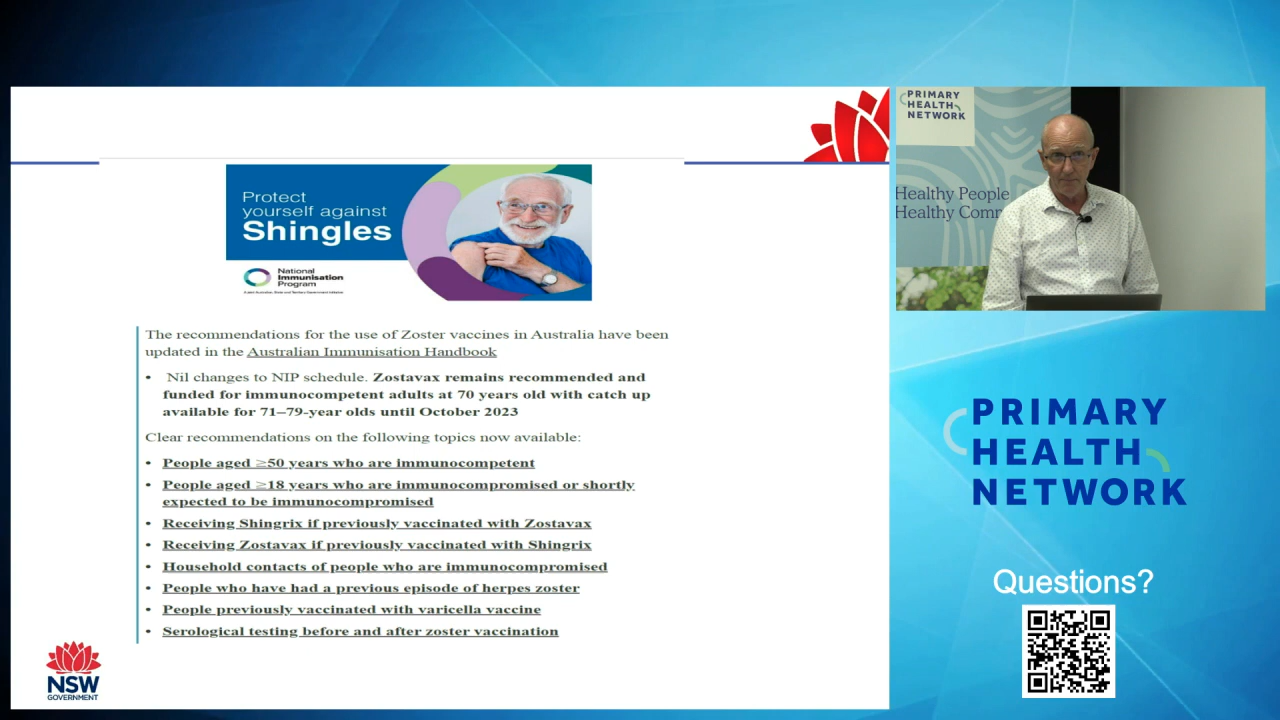 Protect
yourself against
Shingles
National
Immunisation
Program
The recommendations for the use of Zoster vaccines in Australia have been
updated in the Australian Immunisation Handbook
• Nil changes to NIP schedule. Zostavax remains recommended and
funded for immunocompetent adults at 70 years old with catch up
available for 71–79-year olds until October 2023
Clear recommendations on the following topics now available:
• People aged ≥50 years who are immunocompetent
• People aged ≥18 years who are immunocompromised or shortly
expected to be immunocompromised
• Receiving Shingrix if previously vaccinated with Zostavax
• Receiving Zostavax if previously vaccinated with Shingrix
• Household contacts of people who are immunocompromised
• People who have had a previous episode of herpes zoster
• People previously vaccinated with varicella vaccine
• Serological testing before and after zoster vaccination
NSW
GOVERNMENT
PRIMARY
HEALTH
NETWORK
Healthy People
Healthy Comm
PRIMARY
HEALTH
NETWORK
Questions?